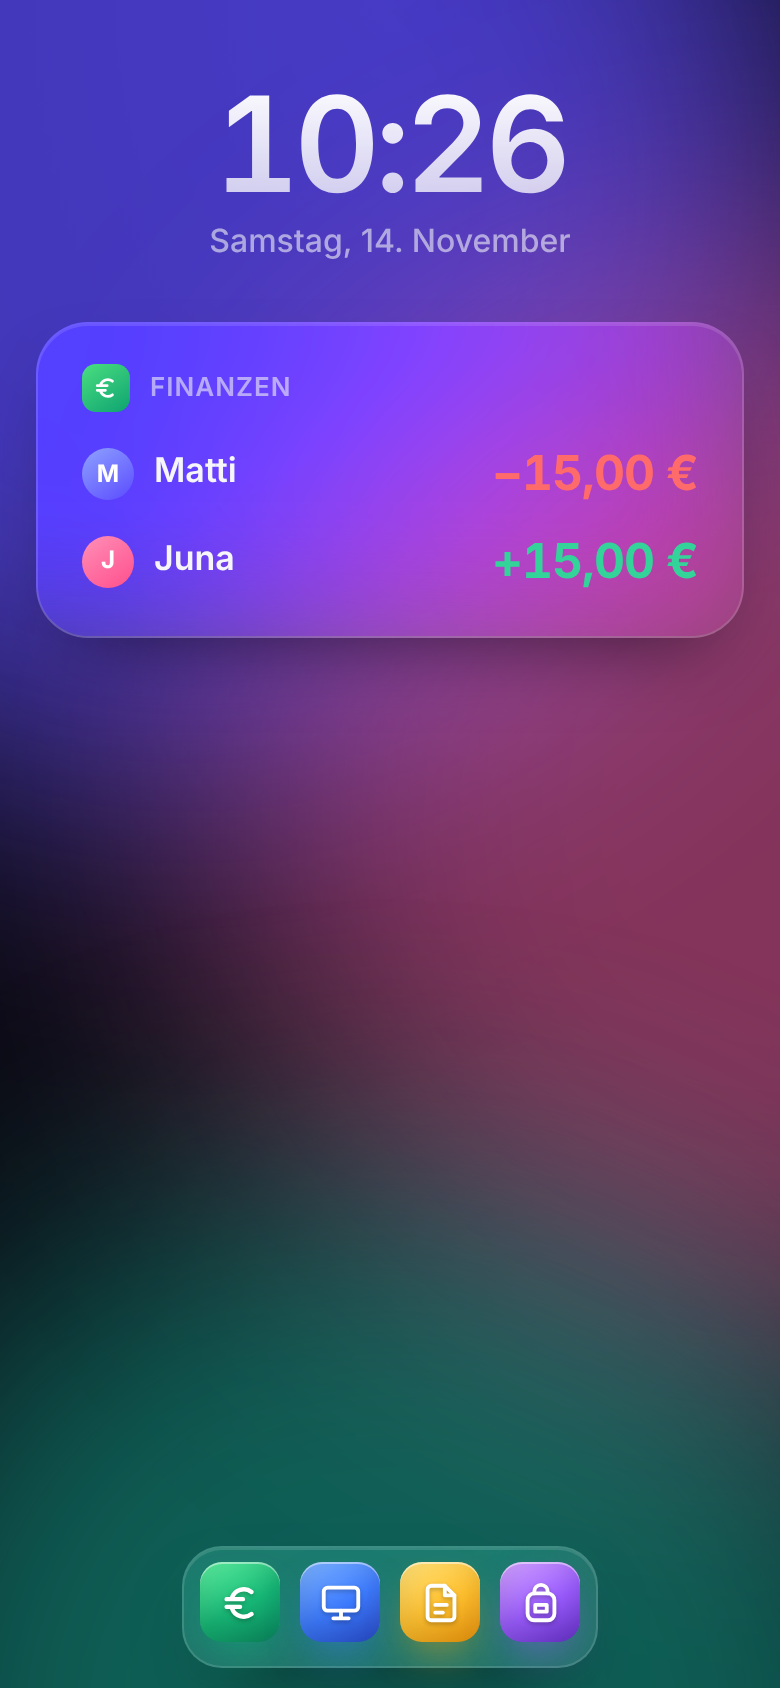 10:26
Samstag, 14. November
€ FINANZEN
M Matti −15,00 €
J Juna +15,00 €
€